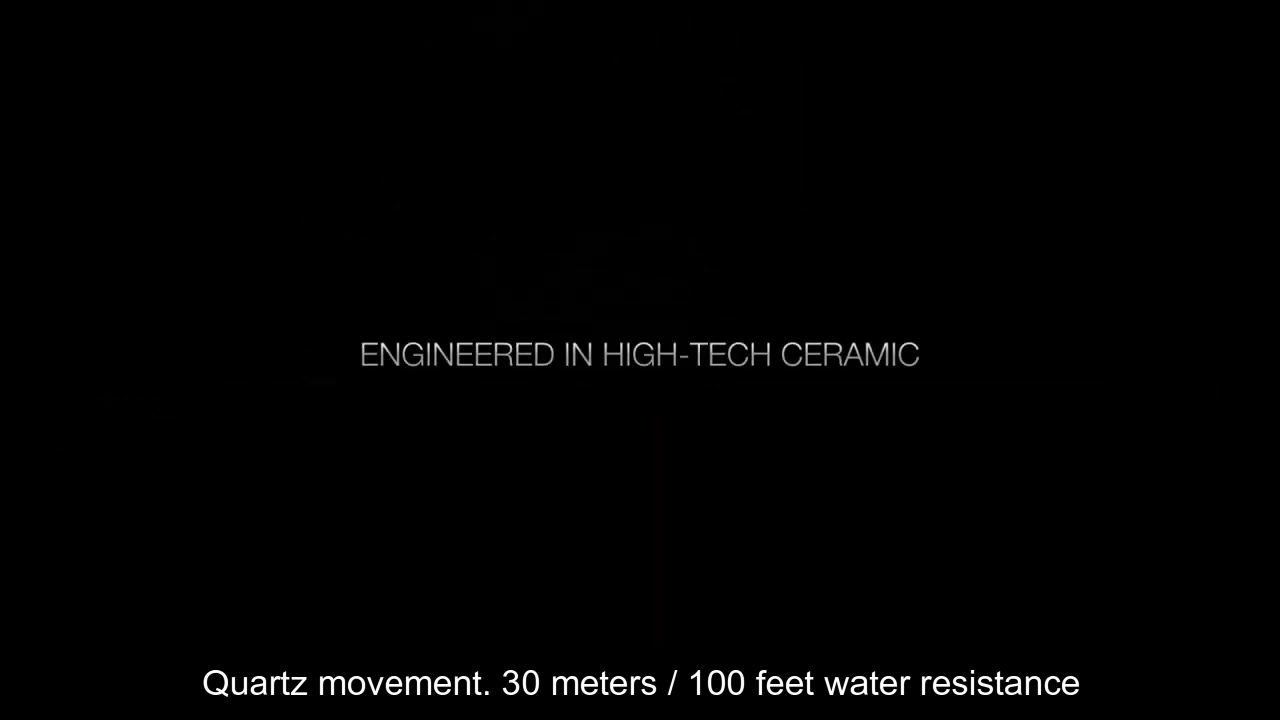 ENGINEERED IN HIGH-TECH CERAMIC
Quartz movement. 30 meters / 100 feet water resistance